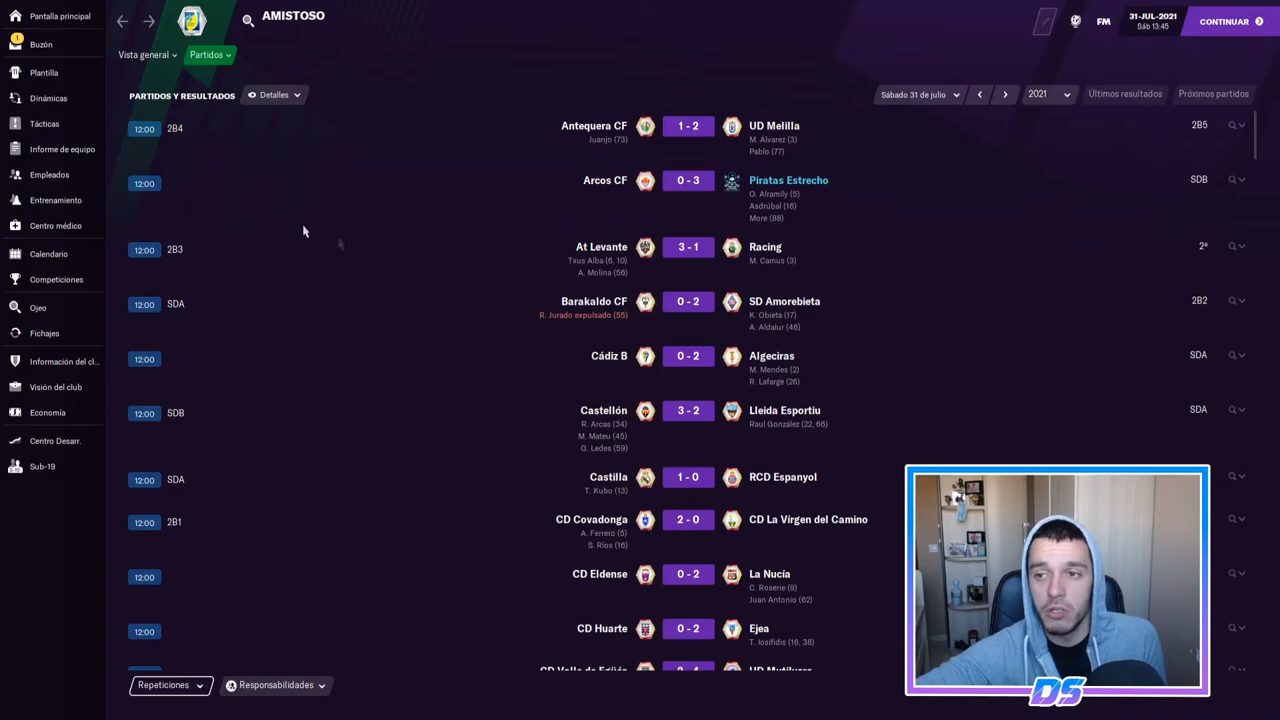 Pantalla principal
AMISTOSO
FM
31-JUL-2021
Sáb 13:45
CONTINUAR
1
Buzón
Vista general
Partidos
Plantilla
Dinámicas
Tácticas
Informe de equipo
Empleados
Entrenamiento
Centro médico
Calendario
Competiciones
Ojeo
Fichajes
Información del cl...
Visión del club
Economía
Centro Desarr.
Sub-19
PARTIDOS Y RESULTADOS
Detalles
Sábado 31 de julio
2021
Últimos resultados
Próximos partidos
12:00 2B4 Antequera CF 1 - 2 UD Melilla 2B5
Juanjo (73) M. Álvarez (3)
Pablo (77)
12:00 Arcos CF 0 - 3 Piratas Estrecho SDB
O. Alramily (5)
Asdrúbal (16)
More (88)
12:00 2B3 At Levante 3 - 1 Racing 2ª
Txus Alba (6, 10) M. Camus (3)
A. Molina (56)
12:00 SDA Barakaldo CF 0 - 2 SD Amorebieta 2B2
R. Jurado expulsado (55) K. Obieta (17)
A. Aldalur (46)
12:00 Cádiz B 0 - 2 Algeciras SDA
M. Mendes (2)
R. Lafarge (26)
12:00 SDB Castellón 3 - 2 Lleida Esportiu SDA
R. Arcas (34) Raul González (22, 66)
M. Mateu (45)
G. Ledes (59)
12:00 SDA Castilla 1 - 0 RCD Espanyol
T. Kubo (13)
12:00 2B1 CD Covadonga 2 - 0 CD La Vírgen del Camino
A. Ferrero (5)
S. Ríos (16)
12:00 CD Eldense 0 - 2 La Nucía
C. Roserie (9)
Juan Antonio (62)
12:00 CD Huarte 0 - 2 Ejea
T. Iosifidis (16, 38)
Repeticiones
Responsabilidades
DS